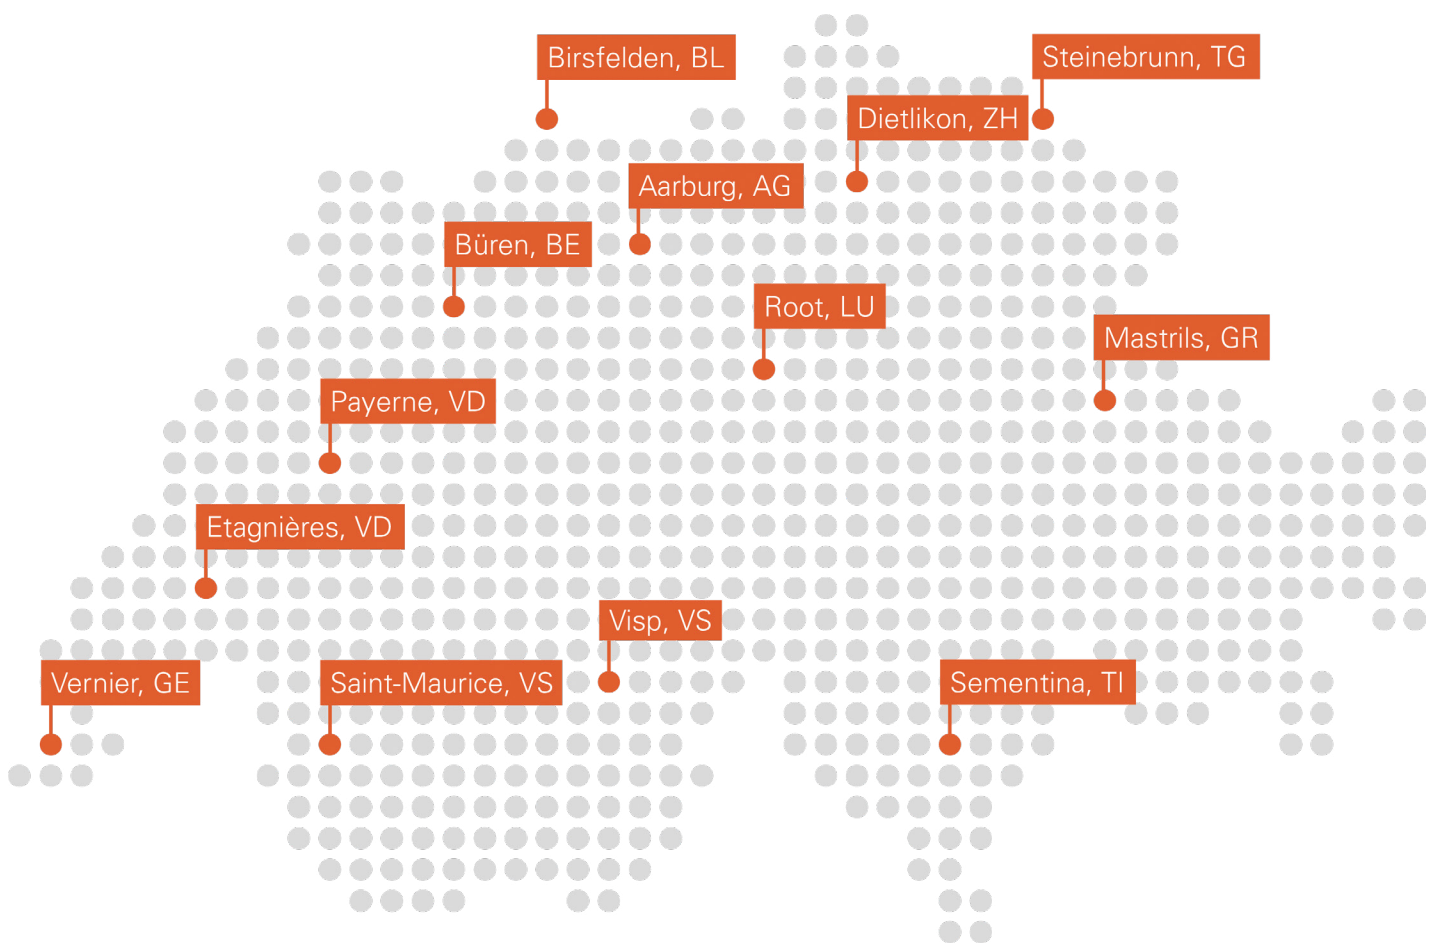 Birsfelden, BL
Steinebrunn, TG
Dietlikon, ZH
Aarburg, AG
Büren, BE
Root, LU
Mastrils, GR
Payerne, VD
Etagnières, VD
Visp, VS
Vernier, GE
Saint-Maurice, VS
Sementina, TI